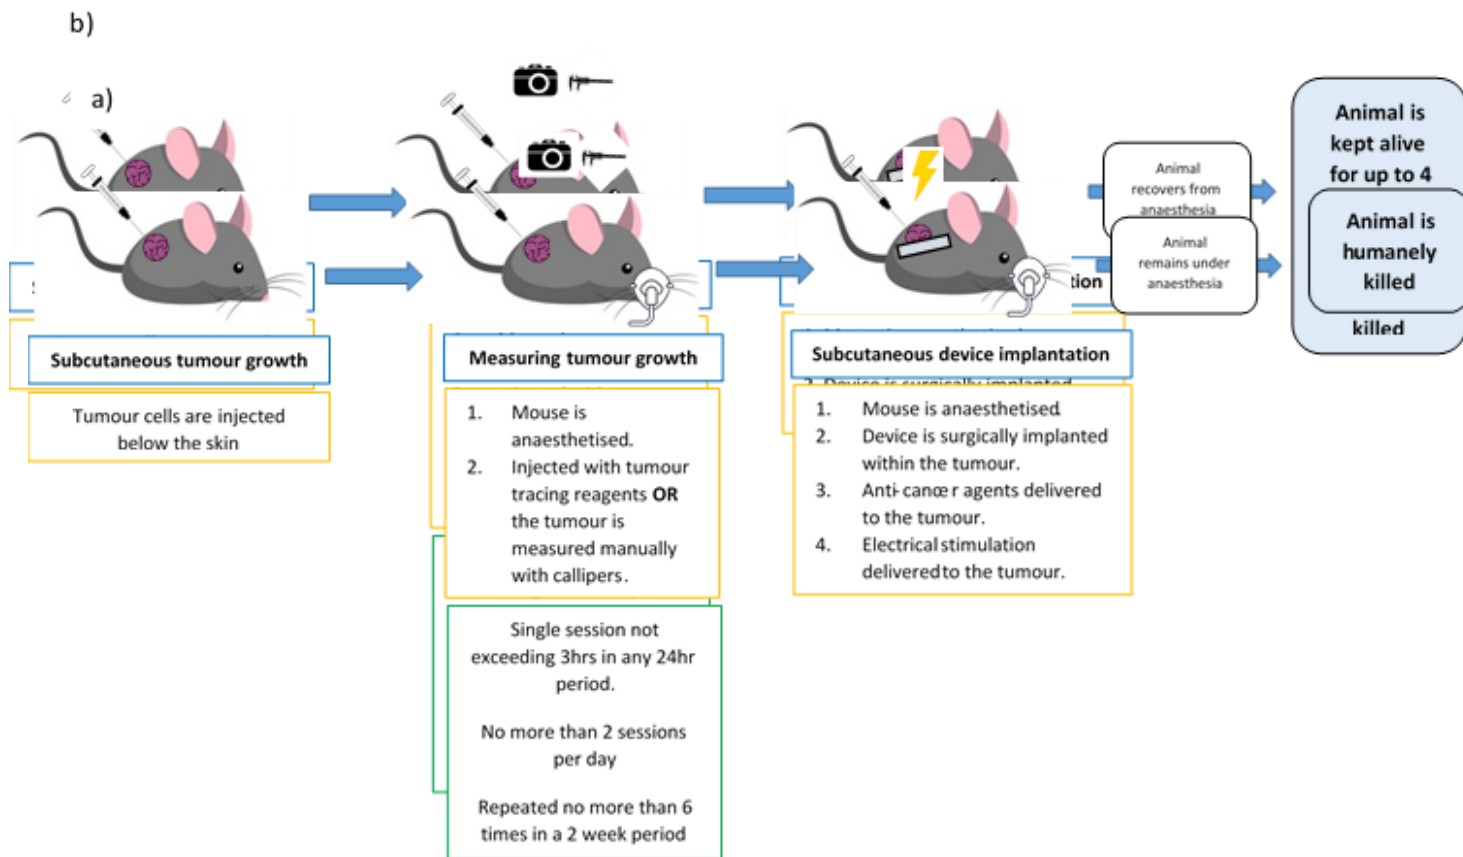 b)
a)
Animal is
kept alive
for up to 4
Animal
recovers from
anaesthesia
Animal
remains under
anaesthesia
Animal is
humanely
killed
killed
Subcutaneous tumour growth
Tumour cells are injected
below the skin
Measuring tumour growth
1. Mouse is
anaesthetised.
2. Injected with tumour
tracing reagents OR
the tumour is
measured manually
with callipers.
Single session not
exceeding 3hrs in any 24hr
period.
No more than 2 sessions
per day
Repeated no more than 6
times in a 2 week period
tion
Subcutaneous device implantation
2. Device is surgically implanted
1. Mouse is anaesthetised.
2. Device is surgically implanted
within the tumour.
3. Anti-cancer agents delivered
to the tumour.
4. Electrical stimulation
delivered to the tumour.